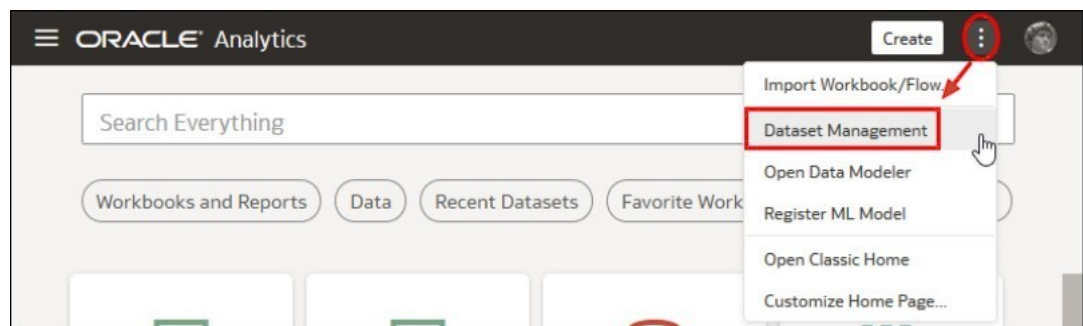 ORACLE Analytics
Create
Import Workbook/Flow
Search Everything
Dataset Management
Open Data Modeler
Workbooks and Reports
Data
Recent Datasets
Favorite Work
Register ML Model
Open Classic Home
Customize Home Page...